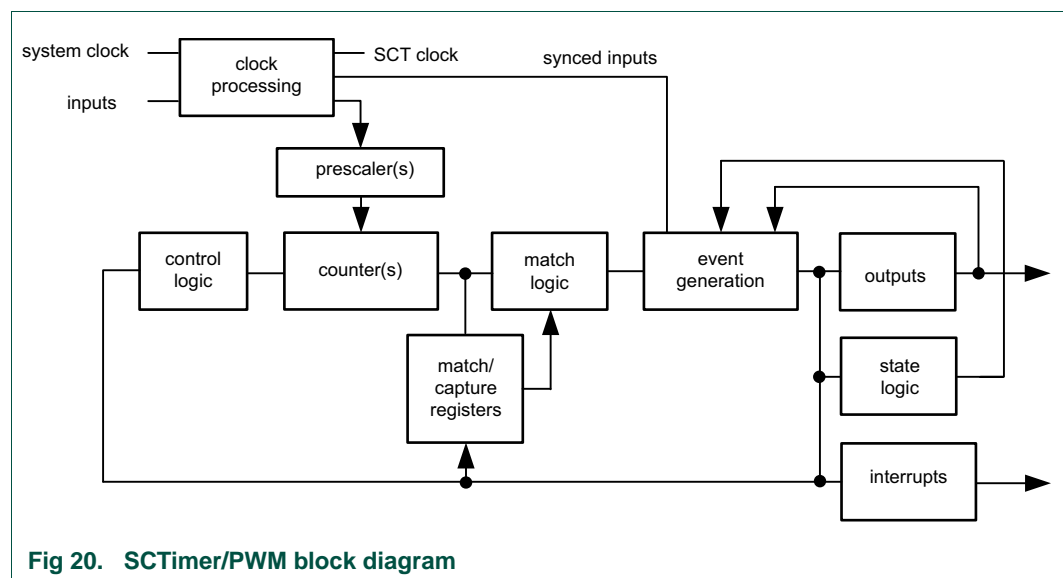 system clock
inputs
clock
processing
SCT clock
synced inputs
prescaler(s)
control
logic
counter(s)
match
logic
event
generation
outputs
match/
capture
registers
state
logic
interrupts
Fig 20. SCTimer/PWM block diagram